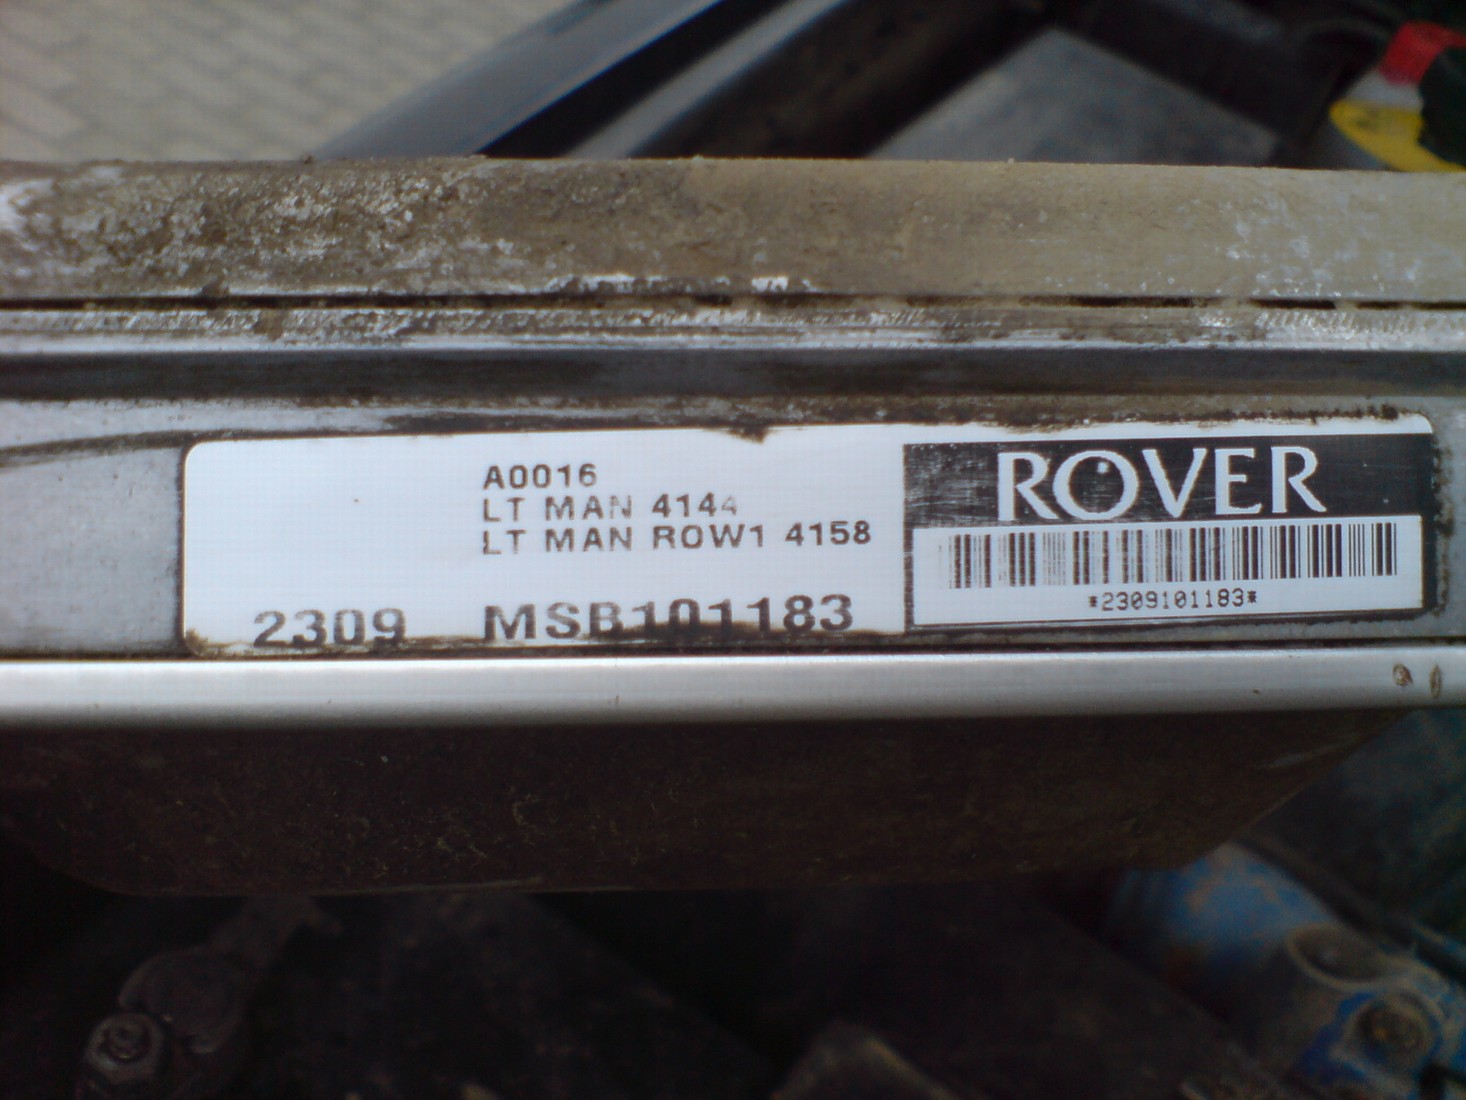 A0016
LT MAN 4144
LT MAN ROW1 4158
2309 MSB101183
ROVER
*2309101183*